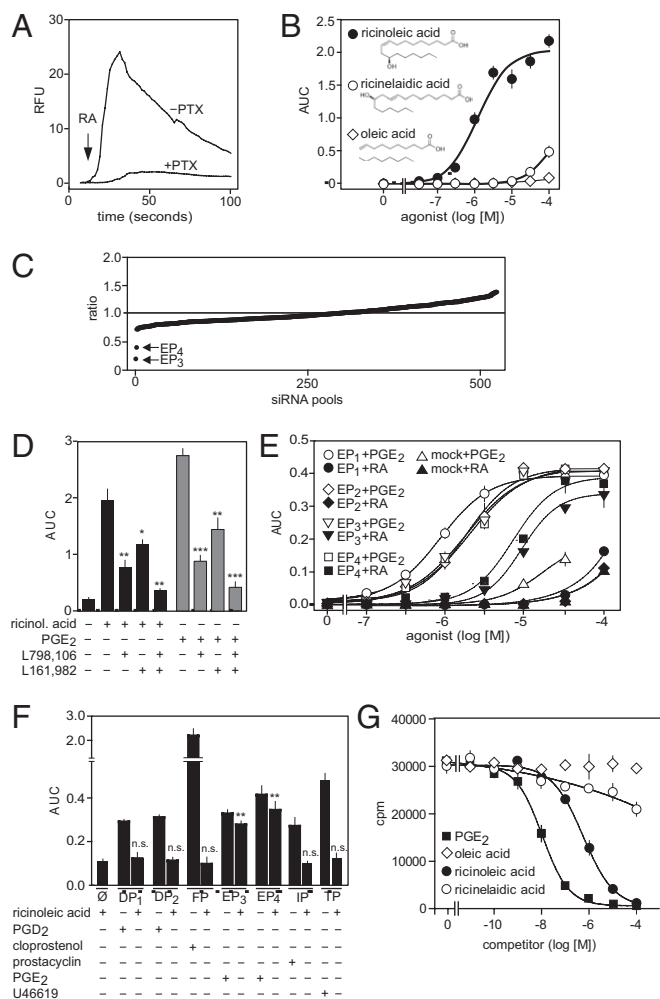 A
RFU
30
20
10
0
RA
−PTX
+PTX
0 50 100
time (seconds)
B
AUC
2.0
1.5
1.0
0.5
0.0
ricinoleic acid
O
OH
OH
ricinelaidic acid
HO
O
OH
oleic acid
O
OH
0 -7 -6 -5 -4
agonist (log [M])
C
ratio
2.0
1.5
1.0
0.5
0.0
EP4
EP3
0 250 500
siRNA pools
D
AUC
3
2
1
0
** * ** *** ** ***
ricinol. acid − + + + + − − − −
PGE2 − − − − − + + + +
L798,106 − − + − + − + − +
L161,982 − − − + + − − + +
E
AUC
0.5
0.4
0.3
0.2
0.1
0.0
EP1+PGE2
EP1+RA
EP2+PGE2
EP2+RA
EP3+PGE2
EP3+RA
EP4+PGE2
EP4+RA
mock+PGE2
mock+RA
0 -7 -6 -5 -4
agonist (log [M])
F
AUC
3.0
2.0
0.4
0.2
0.0
n.s. n.s. n.s. ** ** n.s. n.s.
Ø DP1 DP2 FP EP3 EP4 IP TP
ricinoleic acid + − + − + − + − + − + − + − +
PGD2 − + − + − − − − − − − − − − −
cloprostenol − − − − − + − − − − − − − − −
prostacyclin − − − − − − − − − − − + − − −
PGE2 − − − − − − − + − + − − − − −
U46619 − − − − − − − − − − − − − + −
G
cpm
40000
30000
20000
10000
0
PGE2
oleic acid
ricinoleic acid
ricinelaidic acid
0 -10 -8 -6 -4
competitor (log [M])